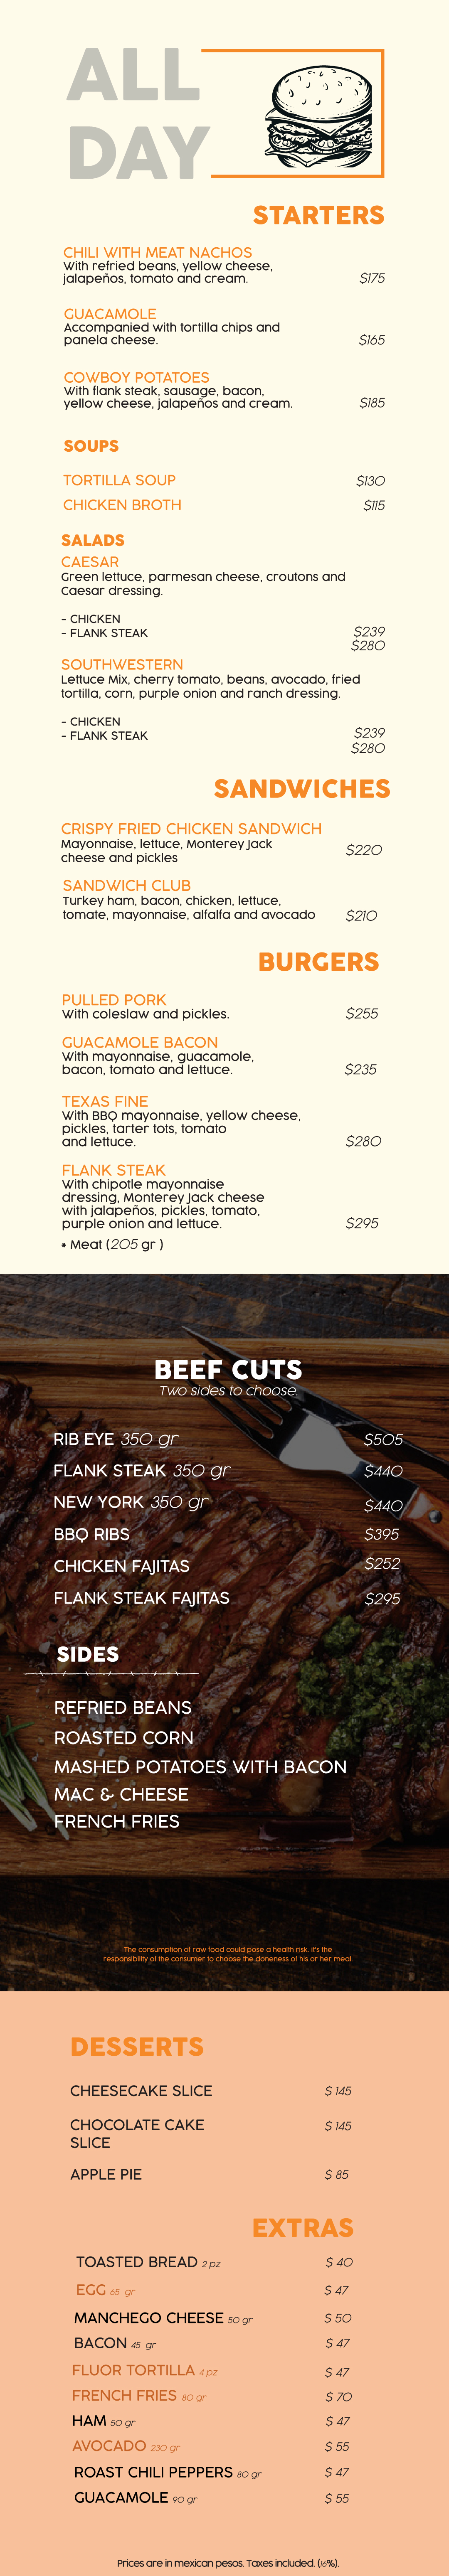 ALL
DAY
STARTERS
CHILI WITH MEAT NACHOS
With refried beans, yellow cheese,
jalapeños, tomato and cream. $175
GUACAMOLE
Accompanied with tortilla chips and
panela cheese. $165
COWBOY POTATOES
With flank steak, sausage, bacon,
yellow cheese, jalapeños and cream. $185
SOUPS
TORTILLA SOUP $130
CHICKEN BROTH $115
SALADS
CAESAR
Green lettuce, parmesan cheese, croutons and
Caesar dressing.
- CHICKEN
- FLANK STEAK $239
$280
SOUTHWESTERN
Lettuce Mix, cherry tomato, beans, avocado, fried
tortilla, corn, purple onion and ranch dressing.
- CHICKEN
- FLANK STEAK $239
$280
SANDWICHES
CRISPY FRIED CHICKEN SANDWICH
Mayonnaise, lettuce, Monterey Jack
cheese and pickles $220
SANDWICH CLUB
Turkey ham, bacon, chicken, lettuce,
tomate, mayonnaise, alfalfa and avocado $210
BURGERS
PULLED PORK
With coleslaw and pickles. $255
GUACAMOLE BACON
With mayonnaise, guacamole,
bacon, tomato and lettuce. $235
TEXAS FINE
With BBQ mayonnaise, yellow cheese,
pickles, tarter tots, tomato
and lettuce. $280
FLANK STEAK
With chipotle mayonnaise
dressing, Monterey Jack cheese
with jalapeños, pickles, tomato,
purple onion and lettuce. $295
* Meat (205 gr )
BEEF CUTS
Two sides to choose.
RIB EYE 350 gr $505
FLANK STEAK 350 gr $440
NEW YORK 350 gr $440
BBQ RIBS $395
CHICKEN FAJITAS $252
FLANK STEAK FAJITAS $295
SIDES
REFRIED BEANS
ROASTED CORN
MASHED POTATOES WITH BACON
MAC & CHEESE
FRENCH FRIES
The consumption of raw food could pose a health risk. it's the
responsibility of the consumer to choose the doneness of his or her meal.
DESSERTS
CHEESECAKE SLICE $ 145
CHOCOLATE CAKE $ 145
SLICE
APPLE PIE $ 85
EXTRAS
TOASTED BREAD 2 pz $ 40
EGG 65 gr $ 47
MANCHEGO CHEESE 50 gr $ 50
BACON 45 gr $ 47
FLUOR TORTILLA 4 pz $ 47
FRENCH FRIES 80 gr $ 70
HAM 50 gr $ 47
AVOCADO 230 gr $ 55
ROAST CHILI PEPPERS 80 gr $ 47
GUACAMOLE 90 gr $ 55
Prices are in mexican pesos. Taxes included. (16%).